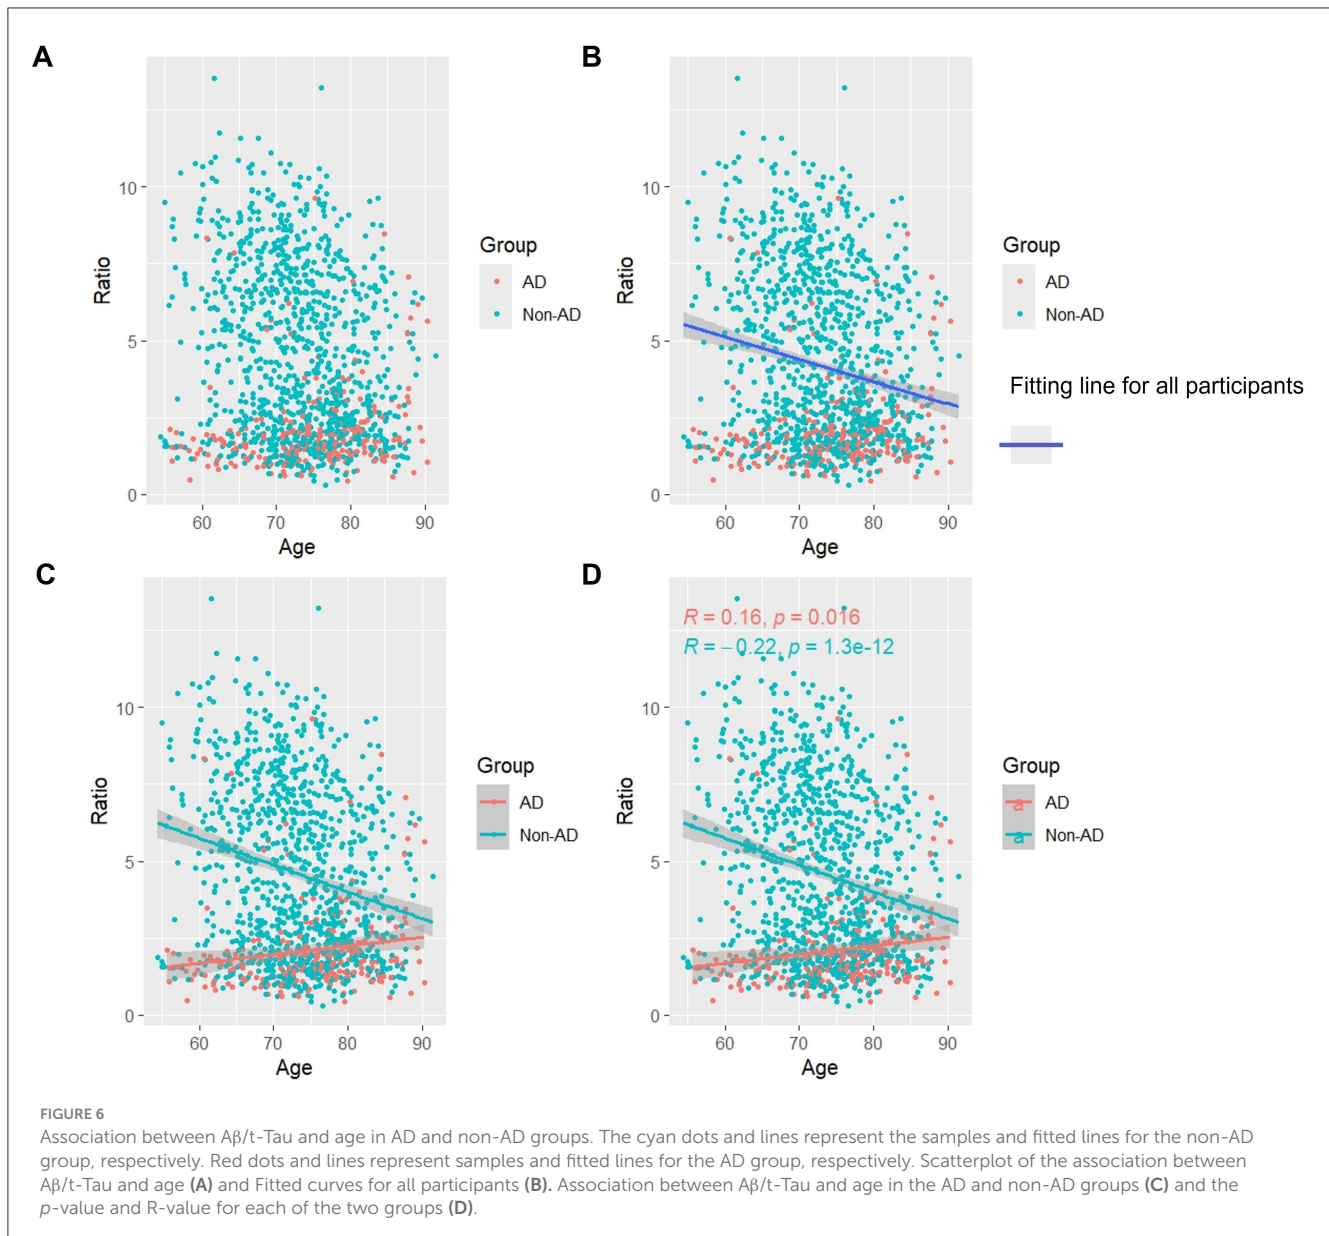 A
B
10
5
0
60 70 80 90
Age
Ratio
Group
AD
Non-AD
10
5
0
60 70 80 90
Age
Ratio
Group
AD
Non-AD
Fitting line for all participants
C
D
10
5
0
60 70 80 90
Age
Ratio
Group
AD
Non-AD
R = 0.16, p = 0.016
R = −0.22, p = 1.3e-12
10
5
0
60 70 80 90
Age
Ratio
Group
a AD
a Non-AD
FIGURE 6
Association between Aβ/t-Tau and age in AD and non-AD groups. The cyan dots and lines represent the samples and fitted lines for the non-AD
group, respectively. Red dots and lines represent samples and fitted lines for the AD group, respectively. Scatterplot of the association between
Aβ/t-Tau and age (A) and Fitted curves for all participants (B). Association between Aβ/t-Tau and age in the AD and non-AD groups (C) and the
p-value and R-value for each of the two groups (D).